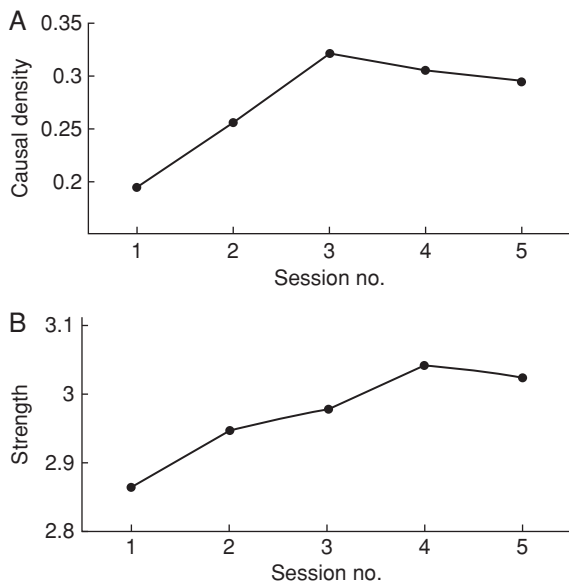 A
Causal density
0.35
0.3
0.25
0.2
1 2 3 4 5
Session no.
B
Strength
3.1
3
2.9
2.8
1 2 3 4 5
Session no.